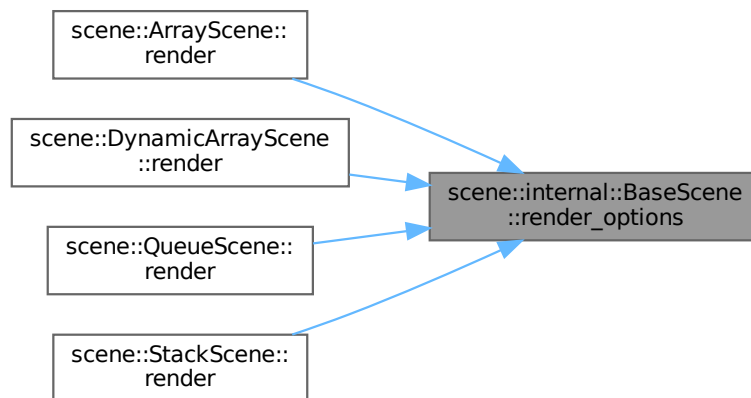 scene::ArrayScene::
render
scene::DynamicArrayScene
::render
scene::internal::BaseScene
::render_options
scene::QueueScene::
render
scene::StackScene::
render